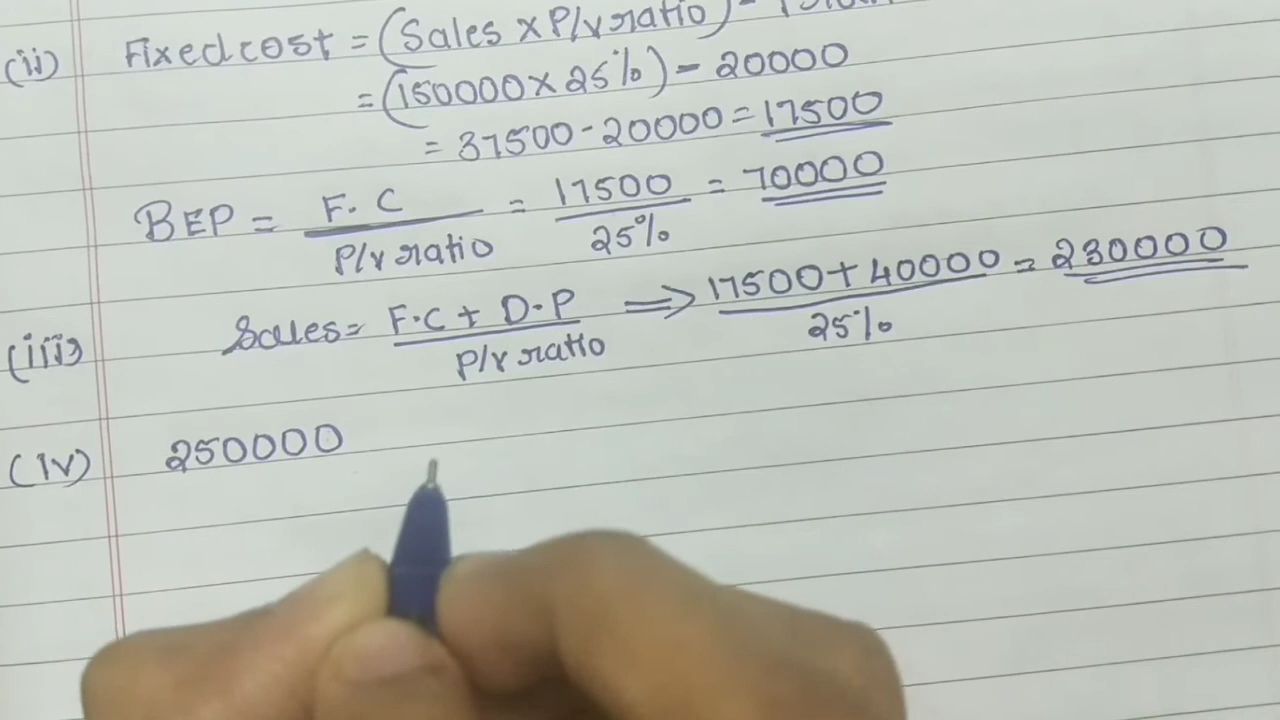 (ii) Fixed cost = (Sales × P/v ratio) -
= (150000 × 25%) - 20000
= 37500 - 20000 = 17500
BEP = F.C / P/v ratio = 17500 / 25% = 70000
(iii) Sales = F.C + D.P / P/v ratio ⟹ 17500 + 40000 / 25% = 230000
(iv) 250000